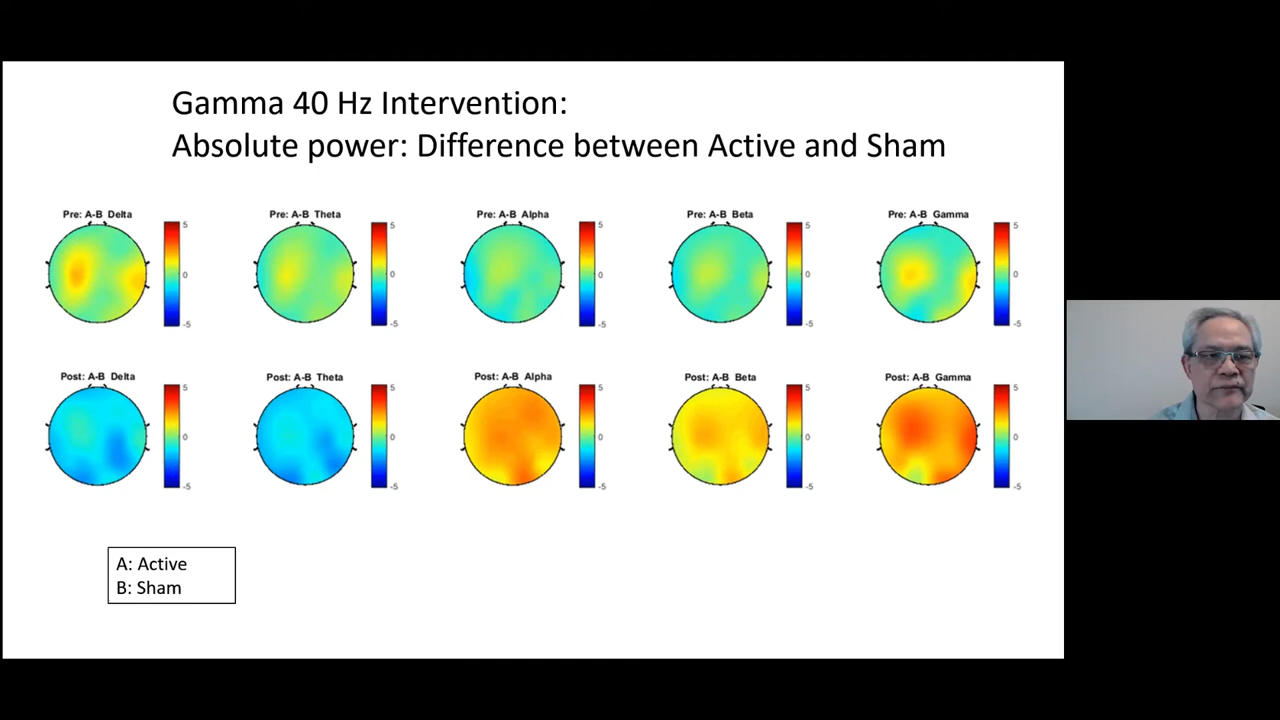 Gamma 40 Hz Intervention:
Absolute power: Difference between Active and Sham
Pre: A-B Delta
5
0
-5
Pre: A-B Theta
5
0
-5
Pre: A-B Alpha
5
0
-5
Pre: A-B Beta
5
0
-5
Pre: A-B Gamma
5
0
-5
Post: A-B Delta
5
0
-5
Post: A-B Theta
5
0
-5
Post: A-B Alpha
5
0
-5
Post: A-B Beta
5
0
-5
Post: A-B Gamma
5
0
-5
A: Active
B: Sham